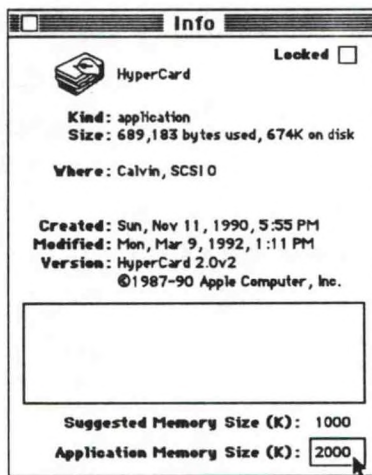 Info
Locked
HyperCard
Kind: application
Size: 689,183 bytes used, 674K on disk
Where: Calvin, SCSI 0
Created: Sun, Nov 11, 1990, 5:55 PM
Modified: Mon, Mar 9, 1992, 1:11 PM
Version: HyperCard 2.0v2
©1987-90 Apple Computer, Inc.
Suggested Memory Size (K): 1000
Application Memory Size (K): 2000